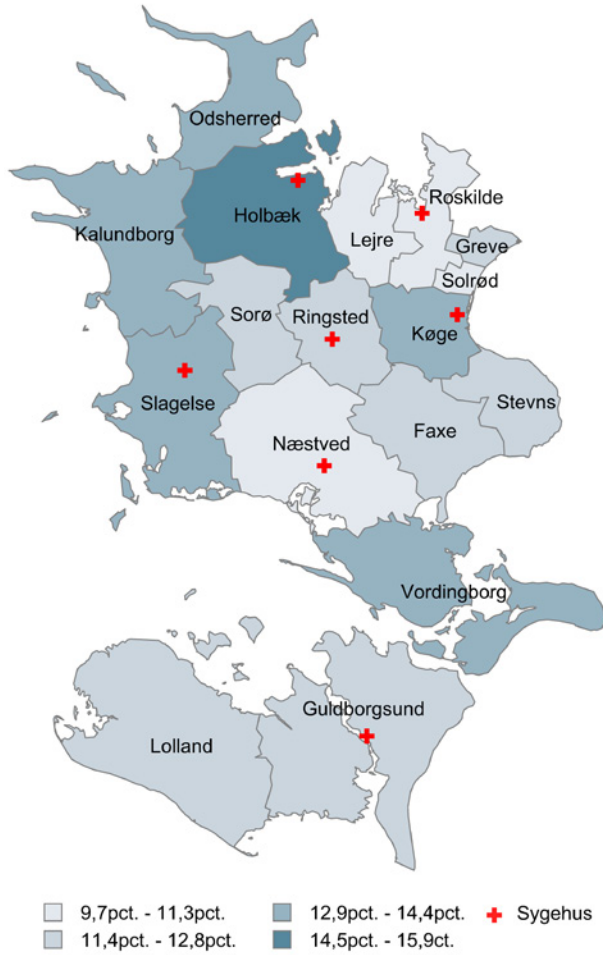 Odsherred
Roskilde
Holbæk
Kalundborg
Lejre
Greve
Solrød
Sorø
Ringsted
Køge
Slagelse
Stevns
Næstved
Faxe
Vordingborg
Guldborgsund
Lolland
9,7pct. - 11,3pct.
12,9pct. - 14,4pct.
Sygehus
11,4pct. - 12,8pct.
14,5pct. - 15,9ct.